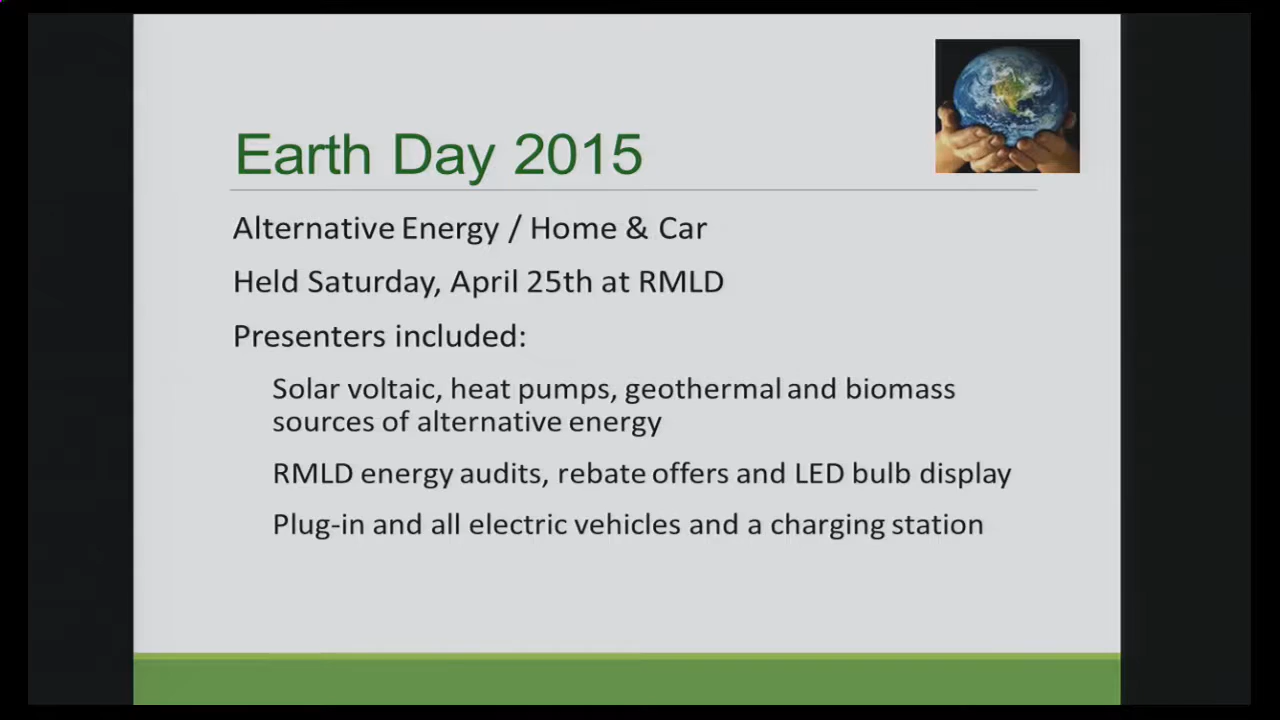 Earth Day 2015
Alternative Energy / Home & Car
Held Saturday, April 25th at RMLD
Presenters included:
Solar voltaic, heat pumps, geothermal and biomass
sources of alternative energy
RMLD energy audits, rebate offers and LED bulb display
Plug-in and all electric vehicles and a charging station